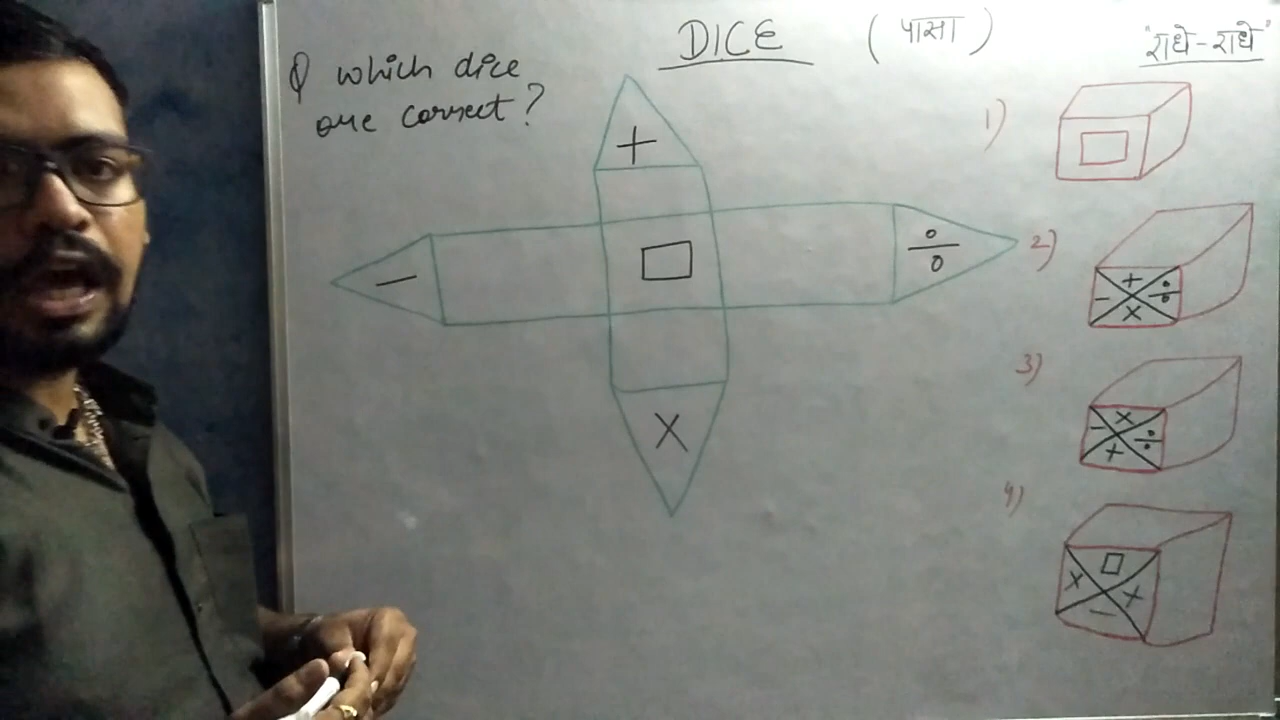 DICE (पासा)
"राधे-राधे"
Q which dice
are correct?
+
- □ ÷
×
1) □
2) + - ÷ ×
3) × - ÷ +
4) □ × + -